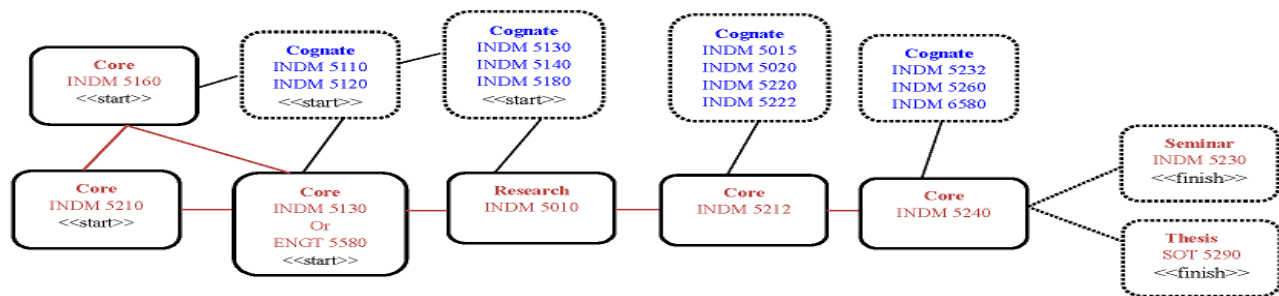 Core
INDM 5160
<<start>>
Cognate
INDM 5110
INDM 5120
<<start>>
Cognate
INDM 5130
INDM 5140
INDM 5180
<<start>>
Cognate
INDM 5015
INDM 5020
INDM 5220
INDM 5222
Cognate
INDM 5232
INDM 5260
INDM 6580
Core
INDM 5210
<<start>>
Core
INDM 5130
Or
ENGT 5580
<<start>>
Research
INDM 5010
Core
INDM 5212
Core
INDM 5240
Seminar
INDM 5230
<<finish>>
Thesis
SOT 5290
<<finish>>